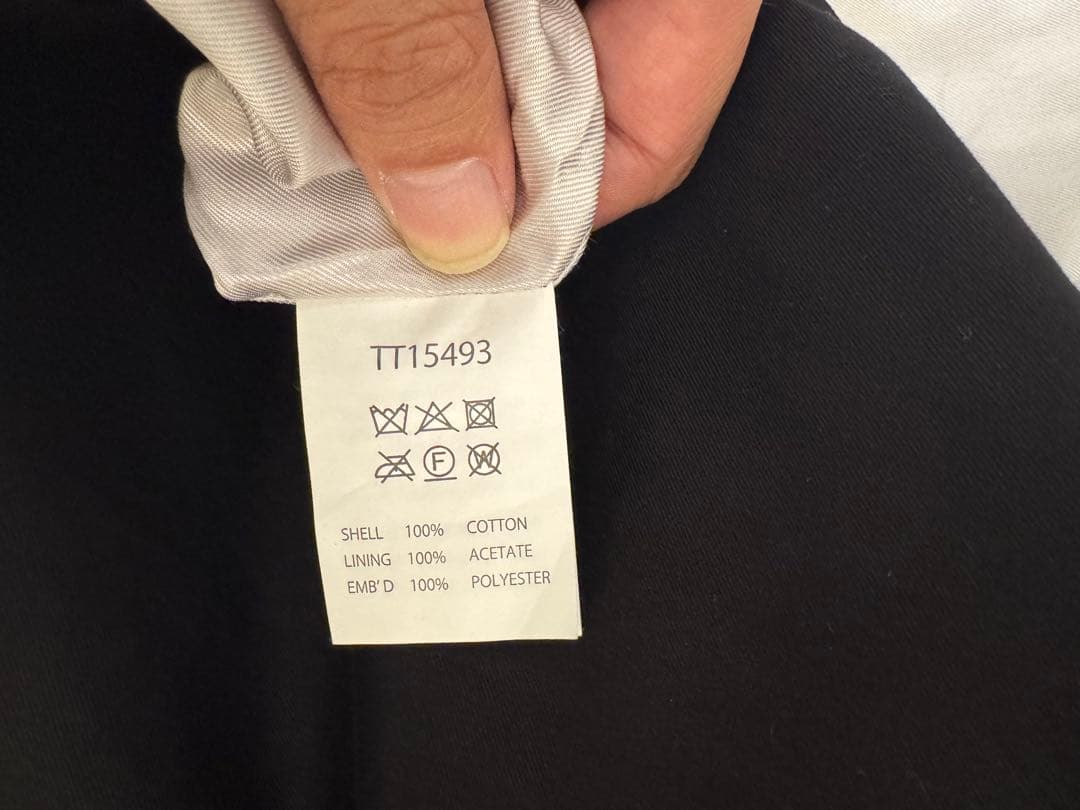 TT15493
F W
SHELL 100% COTTON
LINING 100% ACETATE
EMB'D 100% POLYESTER